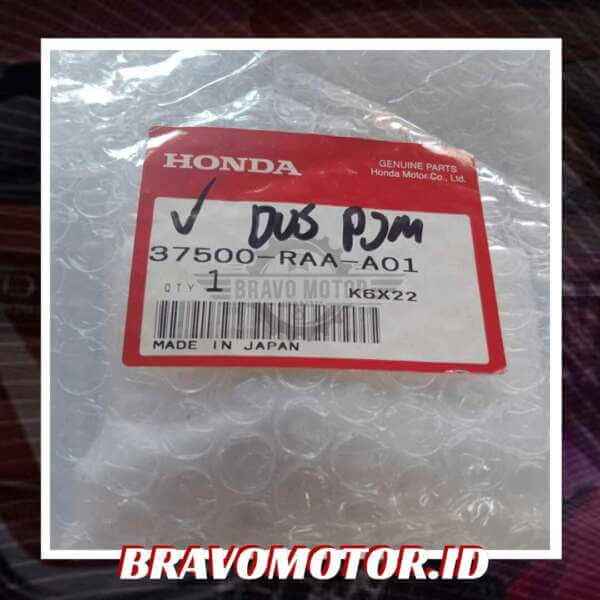 HONDA
GENUINE PARTS
Honda Motor Co., Ltd.
✓ DUS PJM
37500-RAA-A01
QTY 1
BRAVO MOTOR
K6X22
MADE IN JAPAN
BRAVOMOTOR.ID